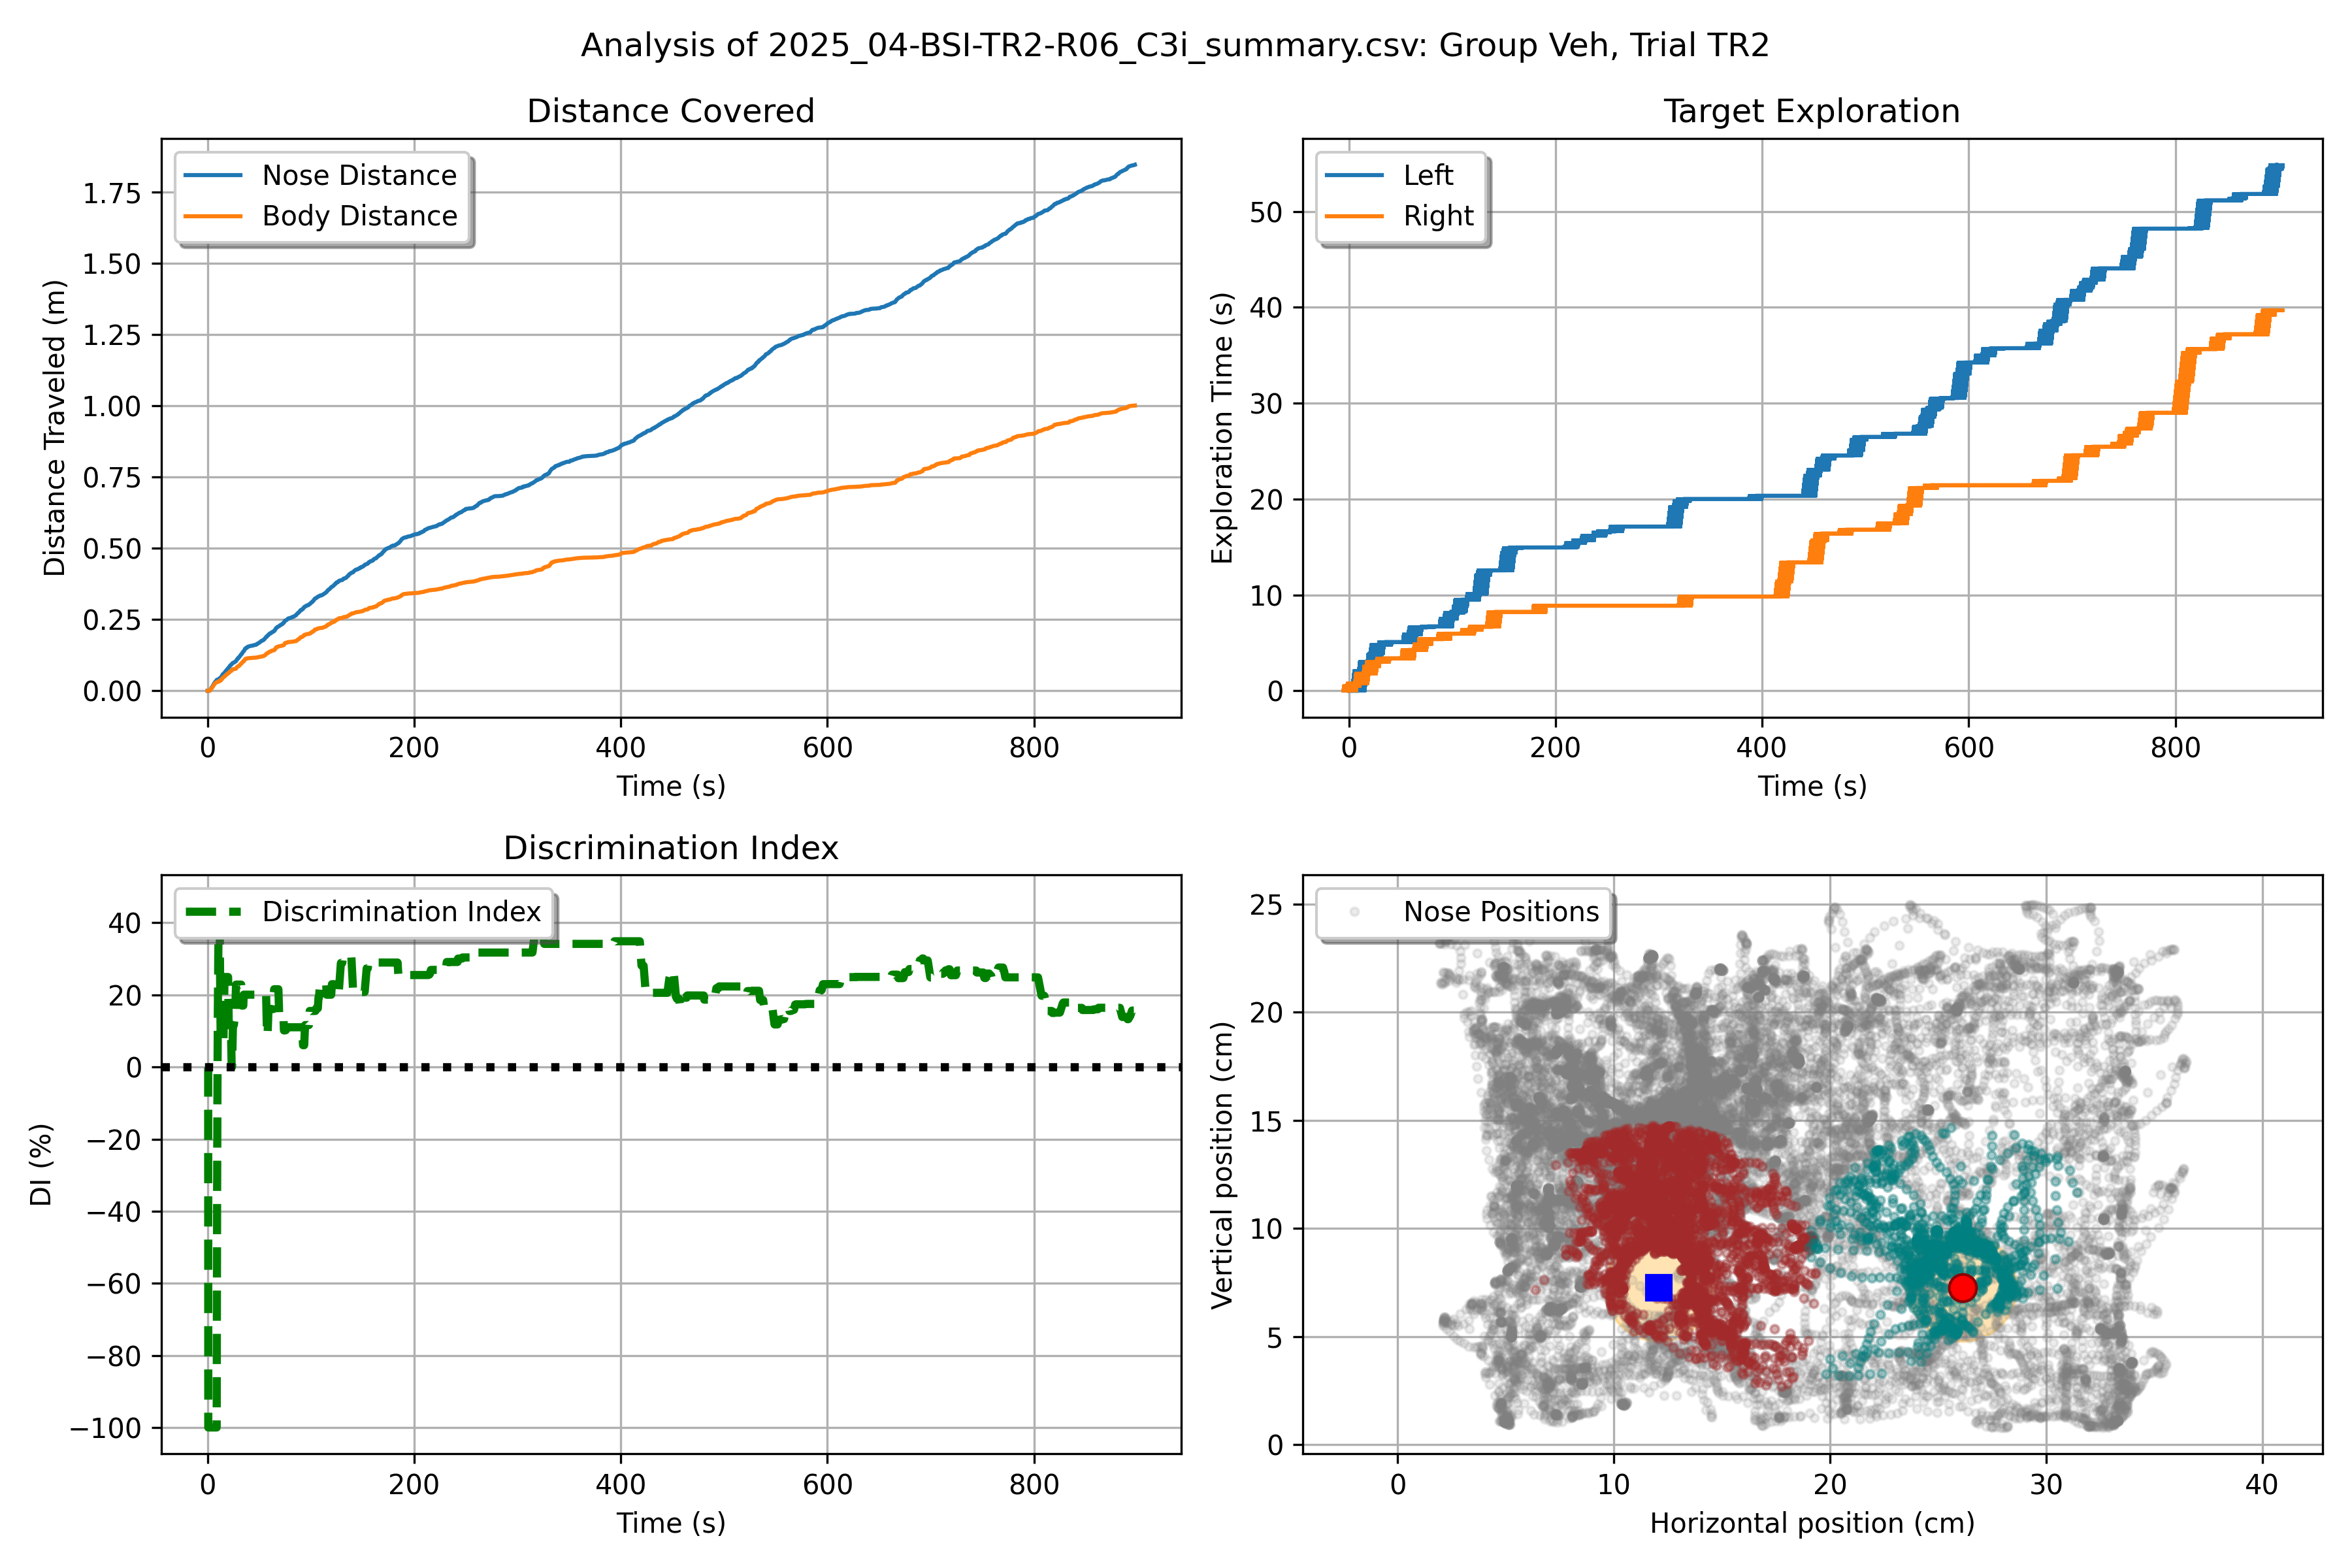 Analysis of 2025_04-BSI-TR2-R06_C3i_summary.csv: Group Veh, Trial TR2
Distance Covered
Nose Distance
Body Distance
Distance Traveled (m)
1.75
1.50
1.25
1.00
0.75
0.50
0.25
0.00
0 200 400 600 800
Time (s)
Target Exploration
Left
Right
Exploration Time (s)
50
40
30
20
10
0
0 200 400 600 800
Time (s)
Discrimination Index
Discrimination Index
DI (%)
40
20
0
−20
−40
−60
−80
−100
0 200 400 600 800
Time (s)
Nose Positions
Vertical position (cm)
25
20
15
10
5
0
0 10 20 30 40
Horizontal position (cm)